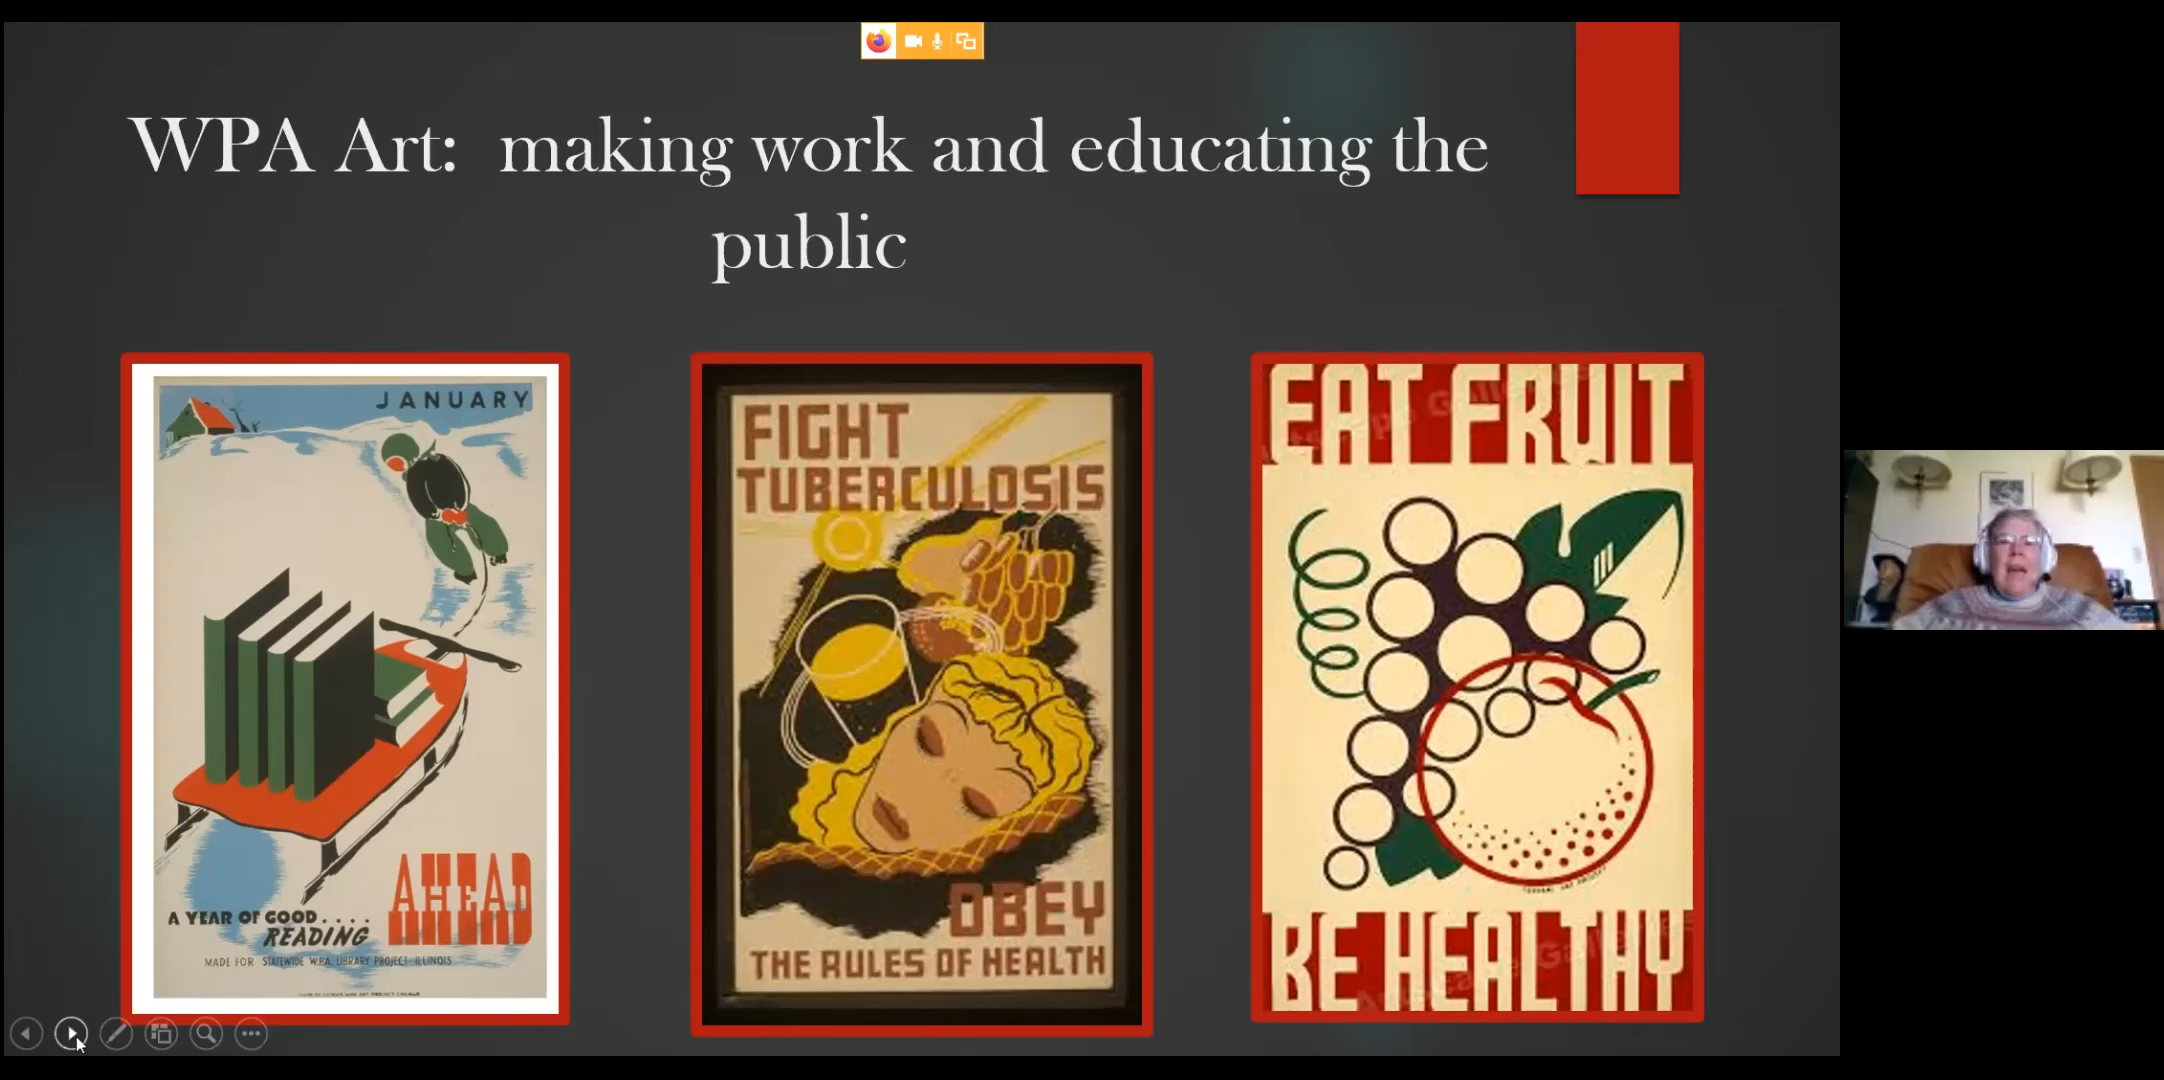 WPA Art: making work and educating the
public
JANUARY
A YEAR OF GOOD....
READING
AHEAD
MADE FOR STATEWIDE W.P.A. LIBRARY PROJECT ILLINOIS
FIGHT
TUBERCULOSIS
OBEY
THE RULES OF HEALTH
EAT FRUIT
BE HEALTHY